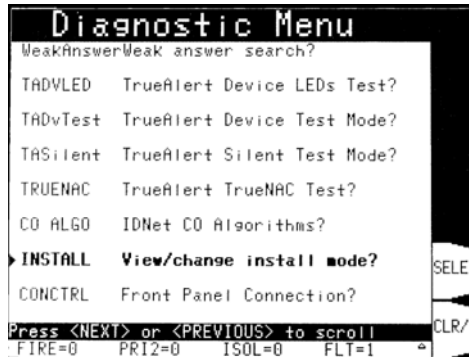 Diagnostic Menu
WeakAnswerWeak answer search?
TADVLED TrueAlert Device LEDs Test?
TADvTest TrueAlert Device Test Mode?
TASilent TrueAlert Silent Test Mode?
TRUENAC TrueAlert TrueNAC Test?
CO ALGO IDNet CO Algorithms?
INSTALL View/change install mode?
SELE
CONCTRL Front Panel Connection?
Press <NEXT> or <PREVIOUS> to scroll
CLR/
FIRE=0 PRI2=0 ISOL=0 FLT=1